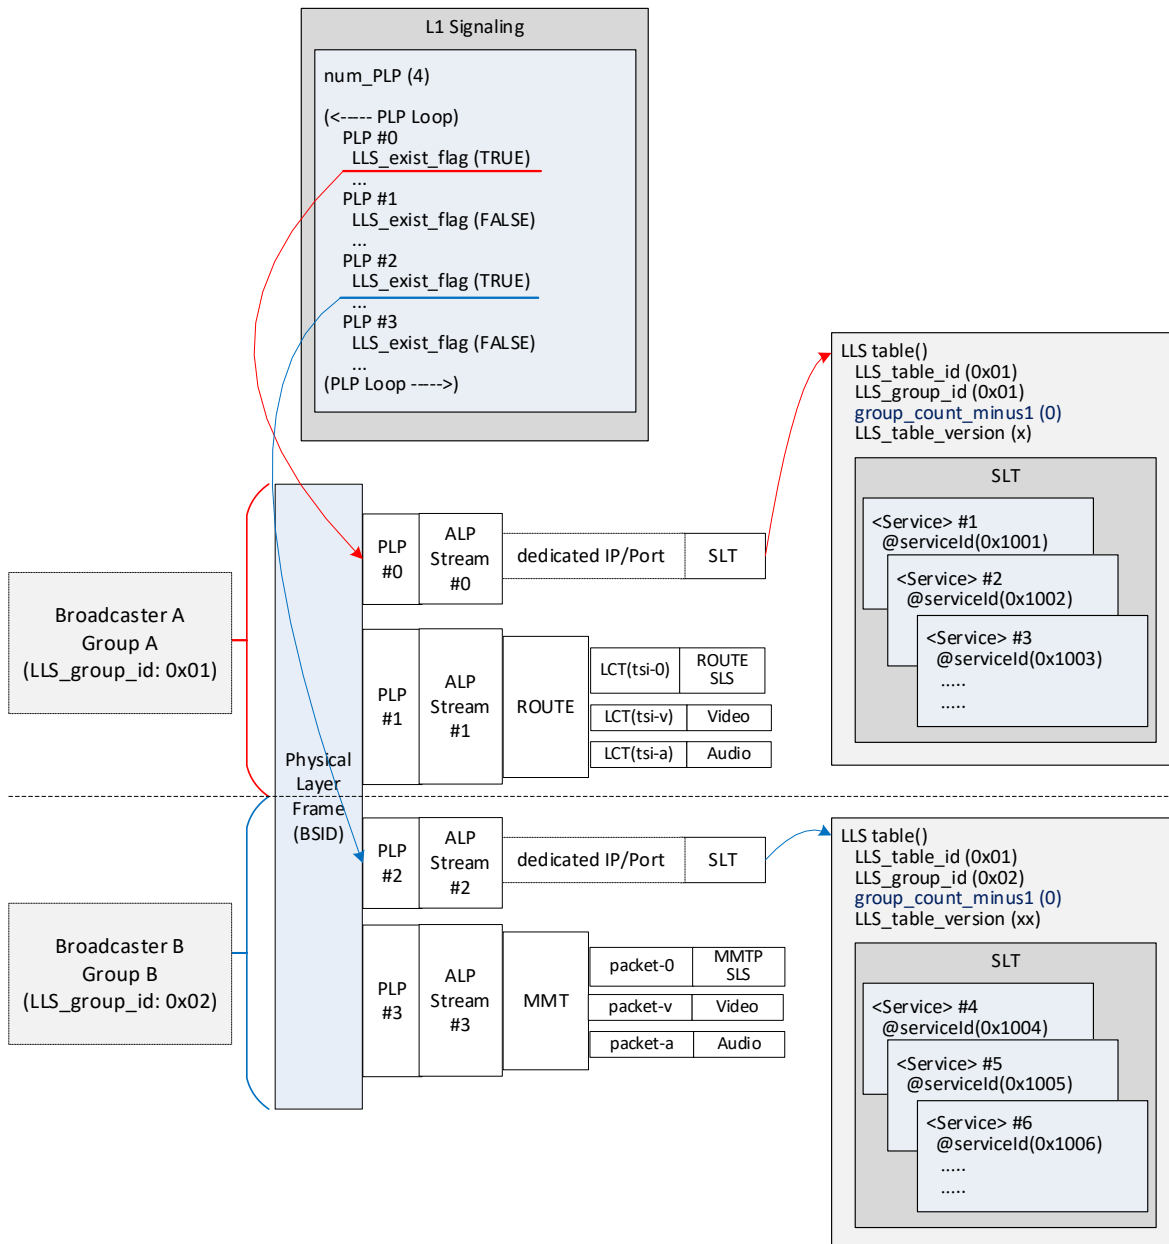 L1 Signaling
num_PLP (4)
(<----- PLP Loop)
PLP #0
LLS_exist_flag (TRUE)
...
PLP #1
LLS_exist_flag (FALSE)
...
PLP #2
LLS_exist_flag (TRUE)
...
PLP #3
LLS_exist_flag (FALSE)
...
(PLP Loop ----->)
Broadcaster A
Group A
(LLS_group_id: 0x01)
Broadcaster B
Group B
(LLS_group_id: 0x02)
Physical
Layer
Frame
(BSID)
PLP
#0
ALP
Stream
#0
dedicated IP/Port
SLT
PLP
#1
ALP
Stream
#1
ROUTE
LCT(tsi-0)
ROUTE
SLS
LCT(tsi-v)
Video
LCT(tsi-a)
Audio
PLP
#2
ALP
Stream
#2
dedicated IP/Port
SLT
PLP
#3
ALP
Stream
#3
MMT
packet-0
MMTP
SLS
packet-v
Video
packet-a
Audio
LLS table()
LLS_table_id (0x01)
LLS_group_id (0x01)
group_count_minus1 (0)
LLS_table_version (x)
SLT
<Service> #1
@serviceId(0x1001)
<Service> #2
@serviceId(0x1002)
<Service> #3
@serviceId(0x1003)
.....
.....
LLS table()
LLS_table_id (0x01)
LLS_group_id (0x02)
group_count_minus1 (0)
LLS_table_version (xx)
SLT
<Service> #4
@serviceId(0x1004)
<Service> #5
@serviceId(0x1005)
<Service> #6
@serviceId(0x1006)
.....
.....